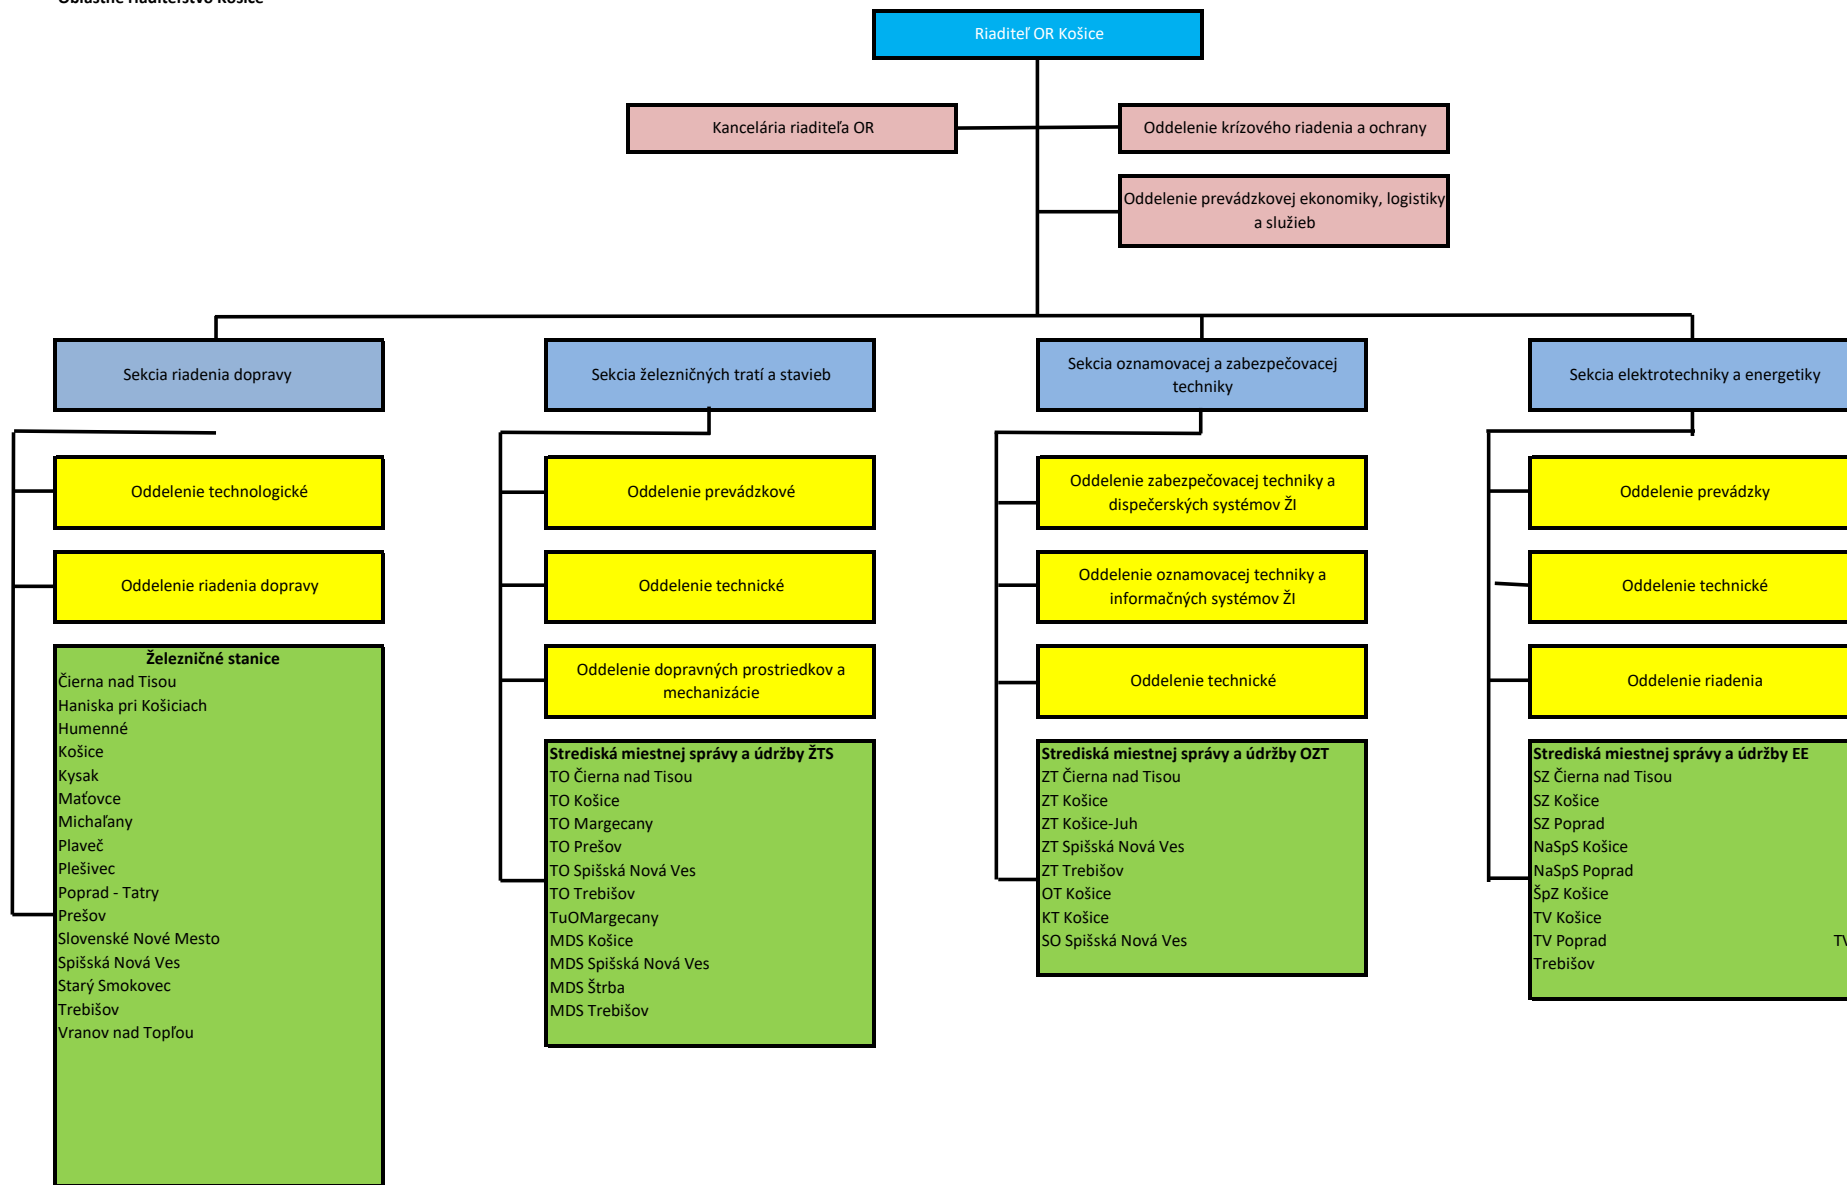 Oblastné riaditeľstvo Košice
Riaditeľ OR Košice
Kancelária riaditeľa OR
Oddelenie krízového riadenia a ochrany
Oddelenie prevádzkovej ekonomiky, logistiky
a služieb
Sekcia riadenia dopravy
Oddelenie technologické
Oddelenie riadenia dopravy
Železničné stanice
Čierna nad Tisou
Haniska pri Košiciach
Humenné
Košice
Kysak
Maťovce
Michaľany
Plaveč
Plešivec
Poprad - Tatry
Prešov
Slovenské Nové Mesto
Spišská Nová Ves
Starý Smokovec
Trebišov
Vranov nad Topľou
Sekcia železničných tratí a stavieb
Oddelenie prevádzkové
Oddelenie technické
Oddelenie dopravných prostriedkov a
mechanizácie
Strediská miestnej správy a údržby ŽTS
TO Čierna nad Tisou
TO Košice
TO Margecany
TO Prešov
TO Spišská Nová Ves
TO Trebišov
TuOMargecany
MDS Košice
MDS Spišská Nová Ves
MDS Štrba
MDS Trebišov
Sekcia oznamovacej a zabezpečovacej
techniky
Oddelenie zabezpečovacej techniky a
dispečerských systémov ŽI
Oddelenie oznamovacej techniky a
informačných systémov ŽI
Oddelenie technické
Strediská miestnej správy a údržby OZT
ZT Čierna nad Tisou
ZT Košice
ZT Košice-Juh
ZT Spišská Nová Ves
ZT Trebišov
OT Košice
KT Košice
SO Spišská Nová Ves
Sekcia elektrotechniky a energetiky
Oddelenie prevádzky
Oddelenie technické
Oddelenie riadenia
Strediská miestnej správy a údržby EE
SZ Čierna nad Tisou
SZ Košice
SZ Poprad
NaSpS Košice
NaSpS Poprad
ŠpZ Košice
TV Košice
TV Poprad TV
Trebišov